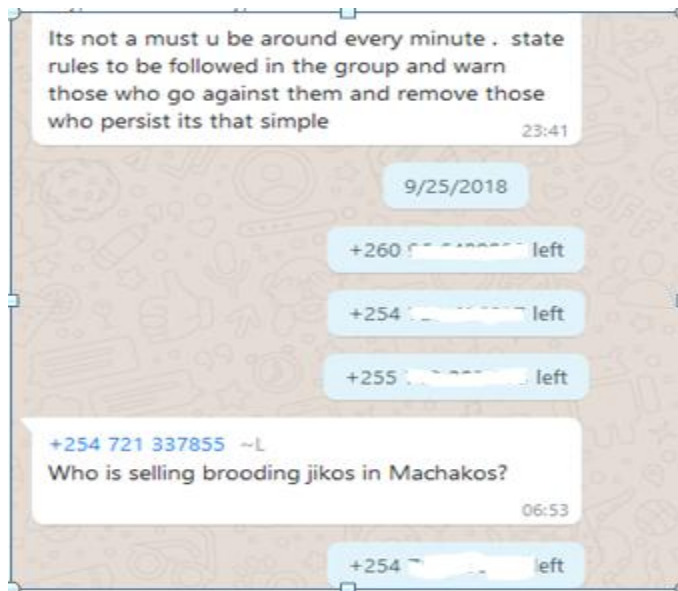 Its not a must u be around every minute . state
rules to be followed in the group and warn
those who go against them and remove those
who persist its that simple
23:41
9/25/2018
+260 left
+254 left
+255 left
+254 721 337855 ~L
Who is selling brooding jikos in Machakos?
06:53
+254 left